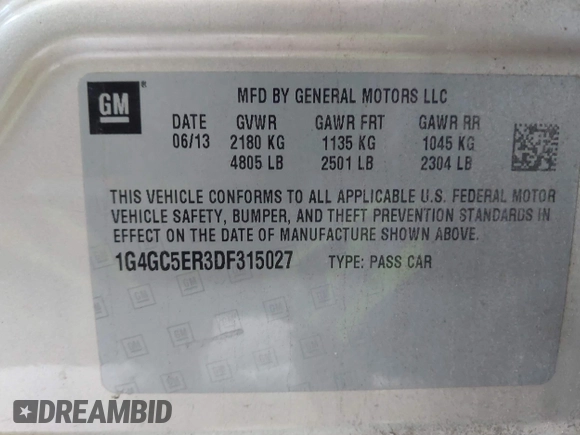 GM
MFD BY GENERAL MOTORS LLC
DATE GVWR GAWR FRT GAWR RR
06/13 2180 KG 1135 KG 1045 KG
4805 LB 2501 LB 2304 LB
THIS VEHICLE CONFORMS TO ALL APPLICABLE U.S. FEDERAL MOTOR
VEHICLE SAFETY, BUMPER, AND THEFT PREVENTION STANDARDS IN
EFFECT ON THE DATE OF MANUFACTURE SHOWN ABOVE.
1G4GC5ER3DF315027 TYPE: PASS CAR
DREAMBID